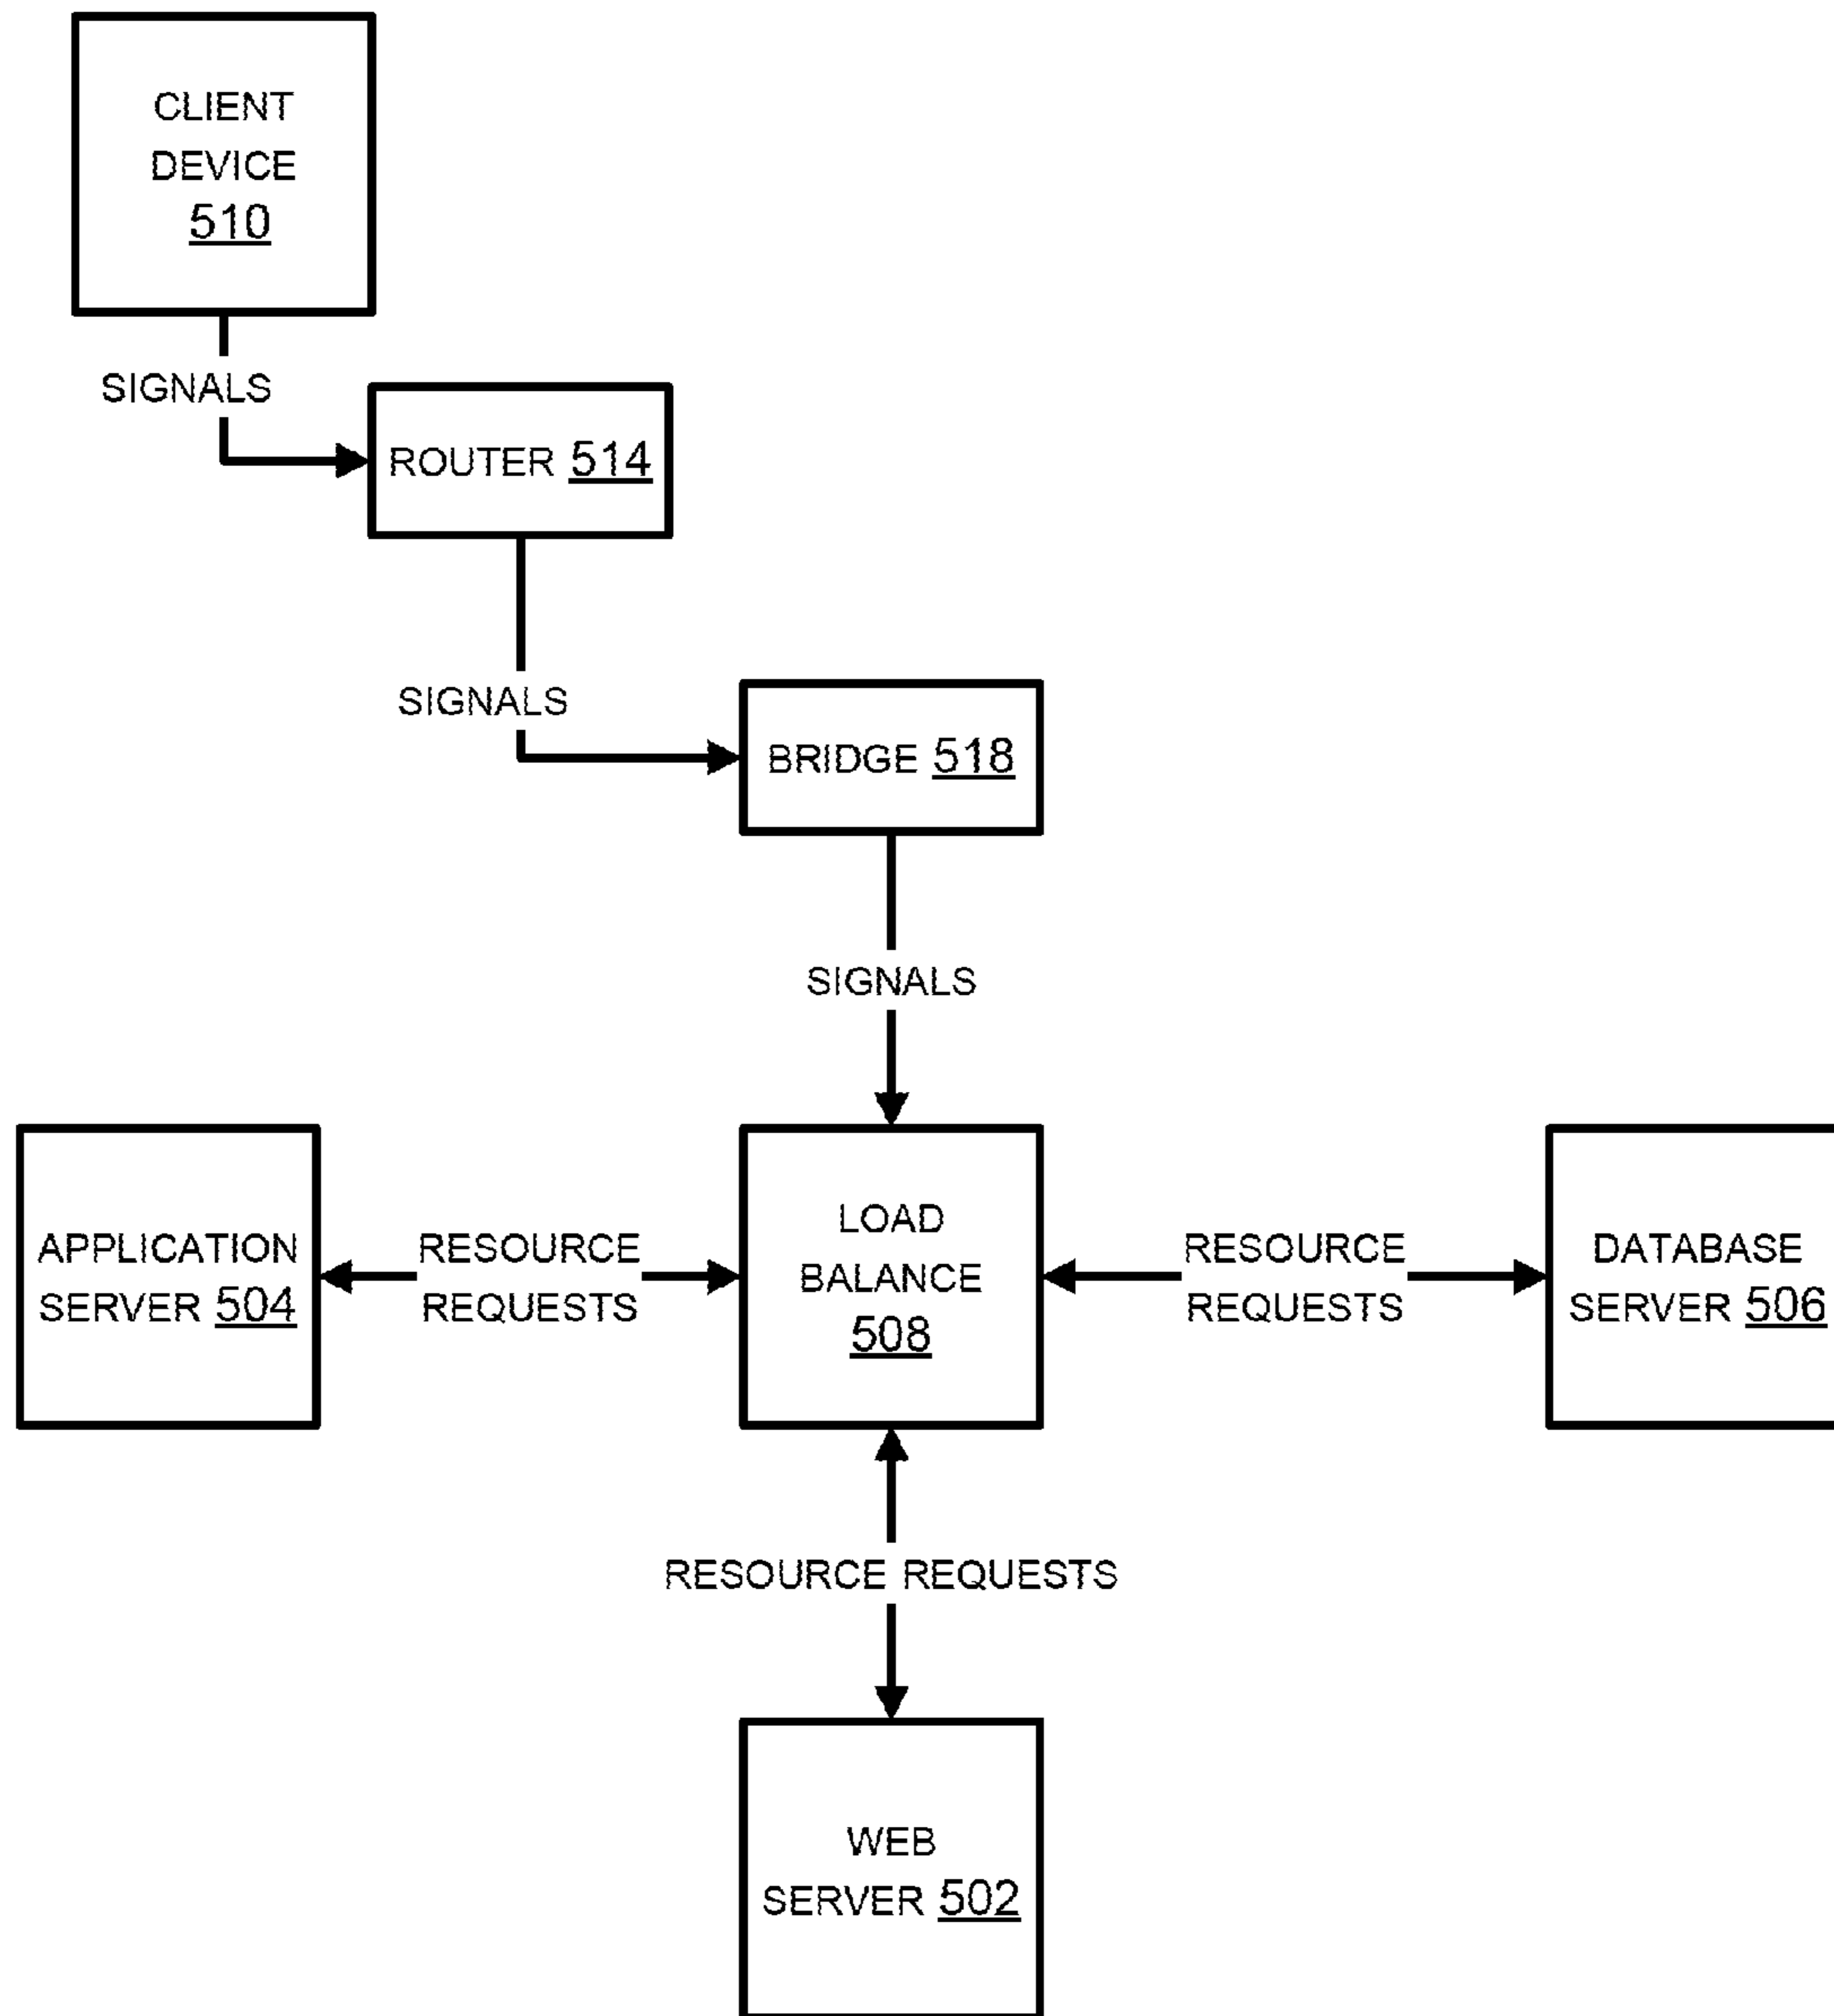 CLIENT
DEVICE
510
SIGNALS
ROUTER 514
SIGNALS
BRIDGE 518
SIGNALS
APPLICATION
SERVER 504
RESOURCE
REQUESTS
LOAD
BALANCE
508
RESOURCE
REQUESTS
DATABASE
SERVER 506
RESOURCE REQUESTS
WEB
SERVER 502